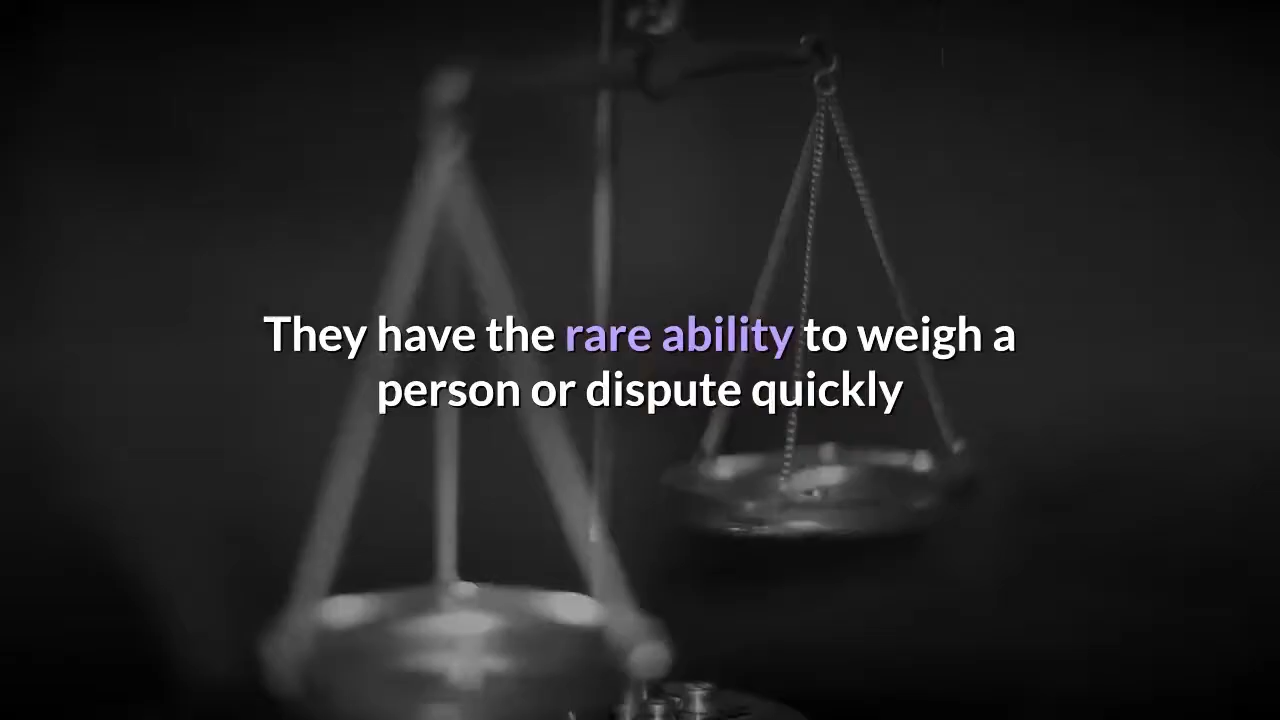 They have the rare ability to weigh a
person or dispute quickly